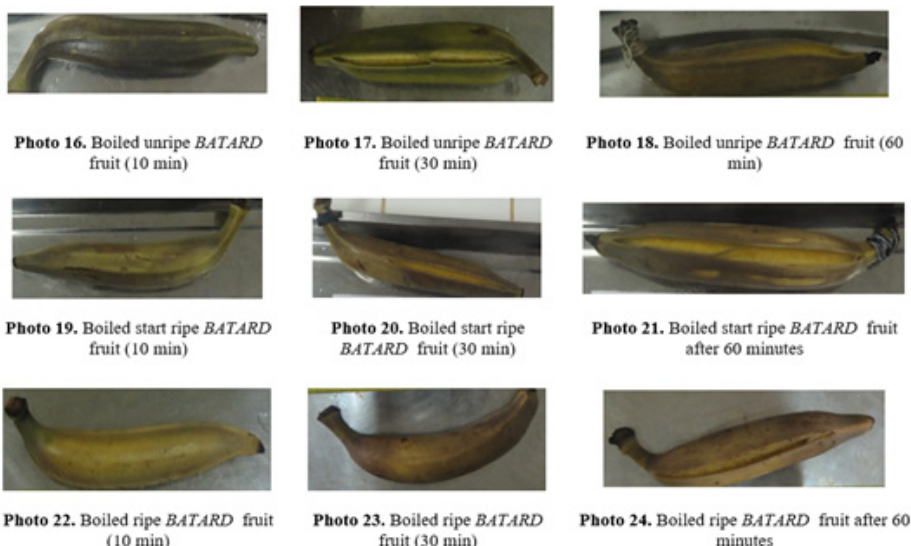 Photo 16. Boiled unripe BATARD
fruit (10 min)
Photo 17. Boiled unripe BATARD
fruit (30 min)
Photo 18. Boiled unripe BATARD fruit (60
min)
Photo 19. Boiled start ripe BATARD
fruit (10 min)
Photo 20. Boiled start ripe
BATARD fruit (30 min)
Photo 21. Boiled start ripe BATARD fruit
after 60 minutes
Photo 22. Boiled ripe BATARD fruit
(10 min)
Photo 23. Boiled ripe BATARD
fruit (30 min)
Photo 24. Boiled ripe BATARD fruit after 60
minutes